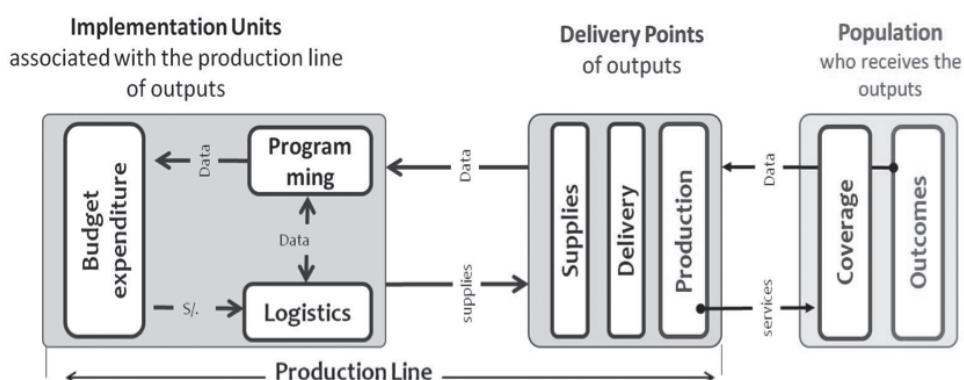 Implementation Units
associated with the production line
of outputs
Delivery Points
of outputs
Population
who receives the
outputs
Budget
expenditure
Data
Program
ming
Data
S/.
Logistics
Data
supplies
Supplies
Delivery
Production
Data
services
Coverage
Outcomes
Production Line